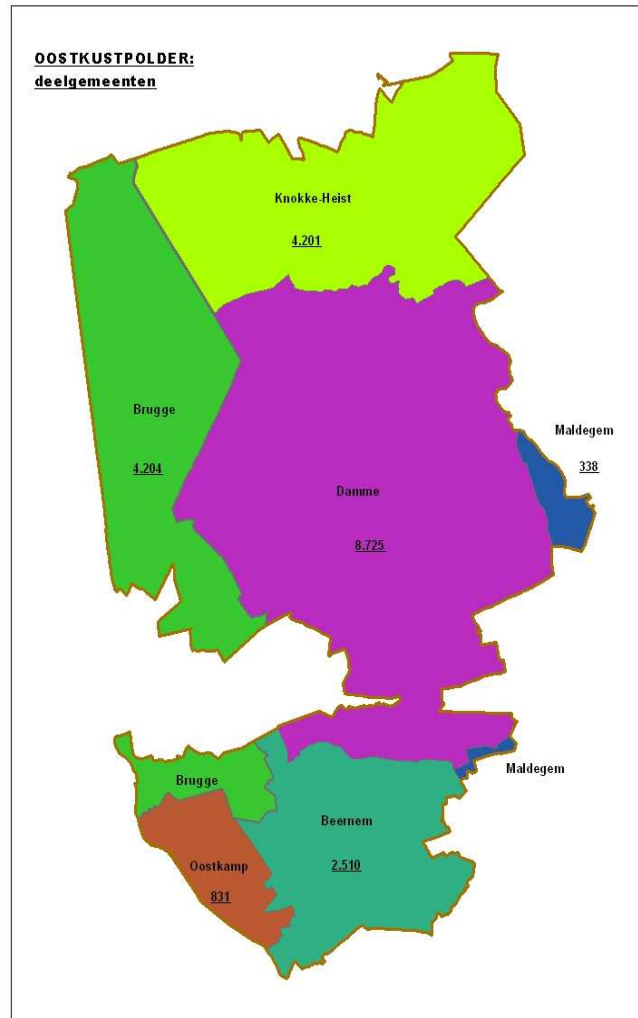 OOSTKUSTPOLDER:
deelgemeenten
Knokke-Heist
4.201
Brugge
4.204
Maldegem
338
Damme
8.725
Brugge
Maldegem
Beernem
2.510
Oostkamp
831